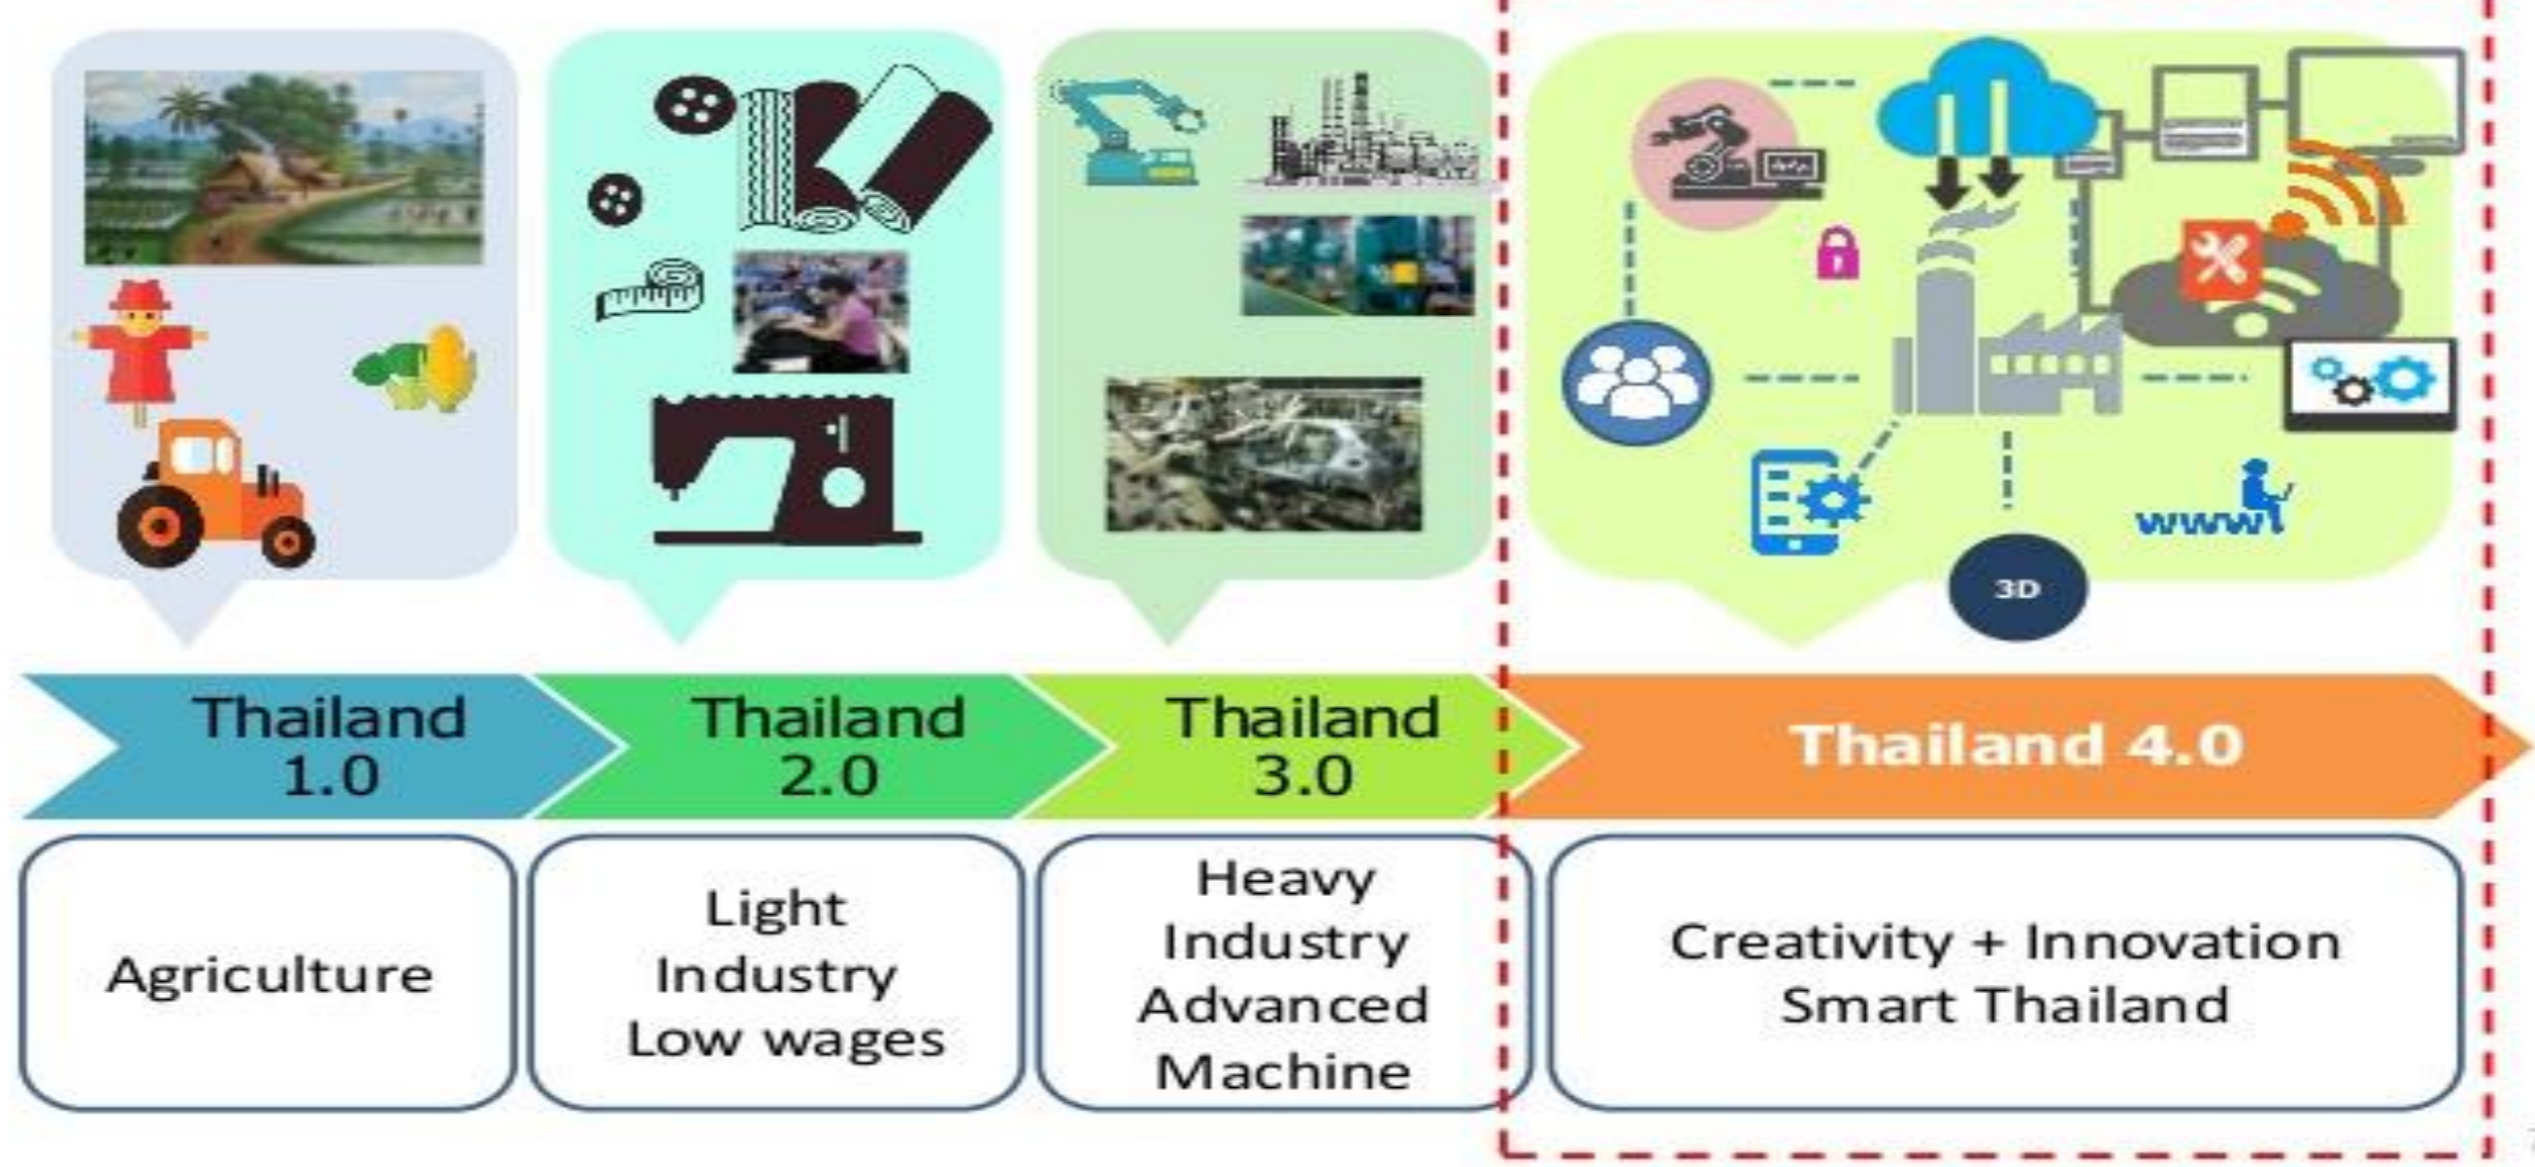 3D
www
Thailand
1.0
Thailand
2.0
Thailand
3.0
Thailand 4.0
Agriculture
Light
Industry
Low wages
Heavy
Industry
Advanced
Machine
Creativity + Innovation
Smart Thailand